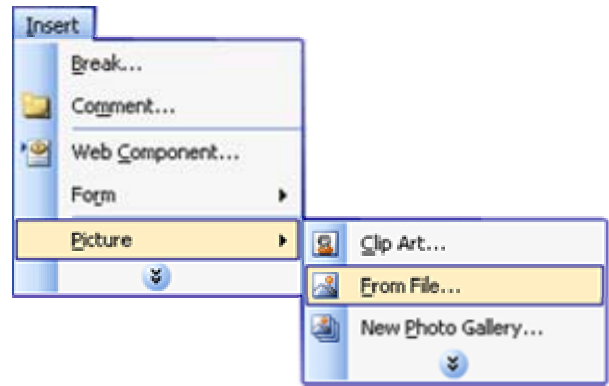 Insert
Break...
Comment...
Web Component...
Form
Picture
Clip Art...
From File...
New Photo Gallery...